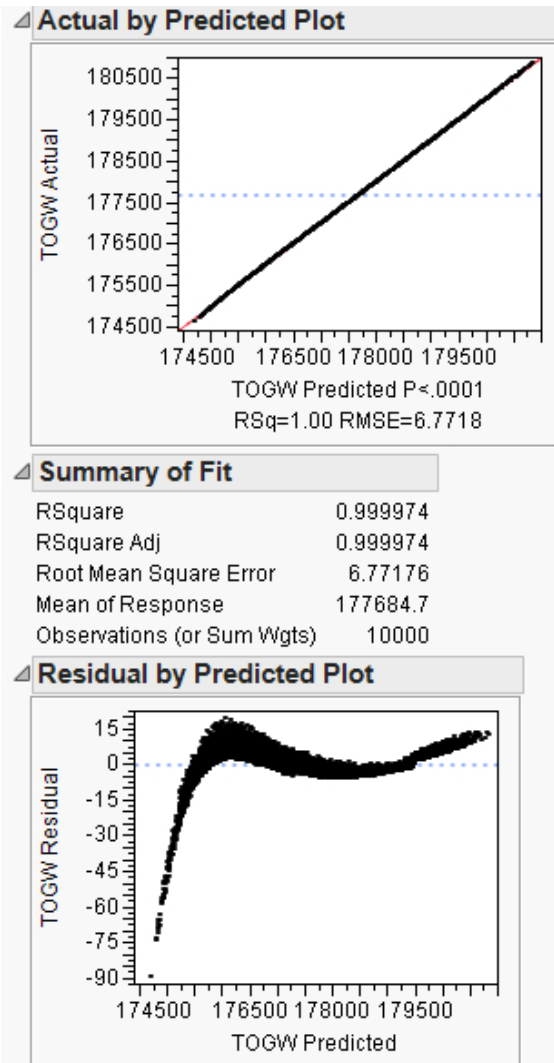 Actual by Predicted Plot
180500
179500
178500
177500
176500
175500
174500
TOGW Actual
174500 176500 178000 179500
TOGW Predicted P<.0001
RSq=1.00 RMSE=6.7718
Summary of Fit
RSquare 0.999974
RSquare Adj 0.999974
Root Mean Square Error 6.77176
Mean of Response 177684.7
Observations (or Sum Wgts) 10000
Residual by Predicted Plot
15
0
-15
-30
-45
-60
-75
-90
TOGW Residual
174500 176500 178000 179500
TOGW Predicted